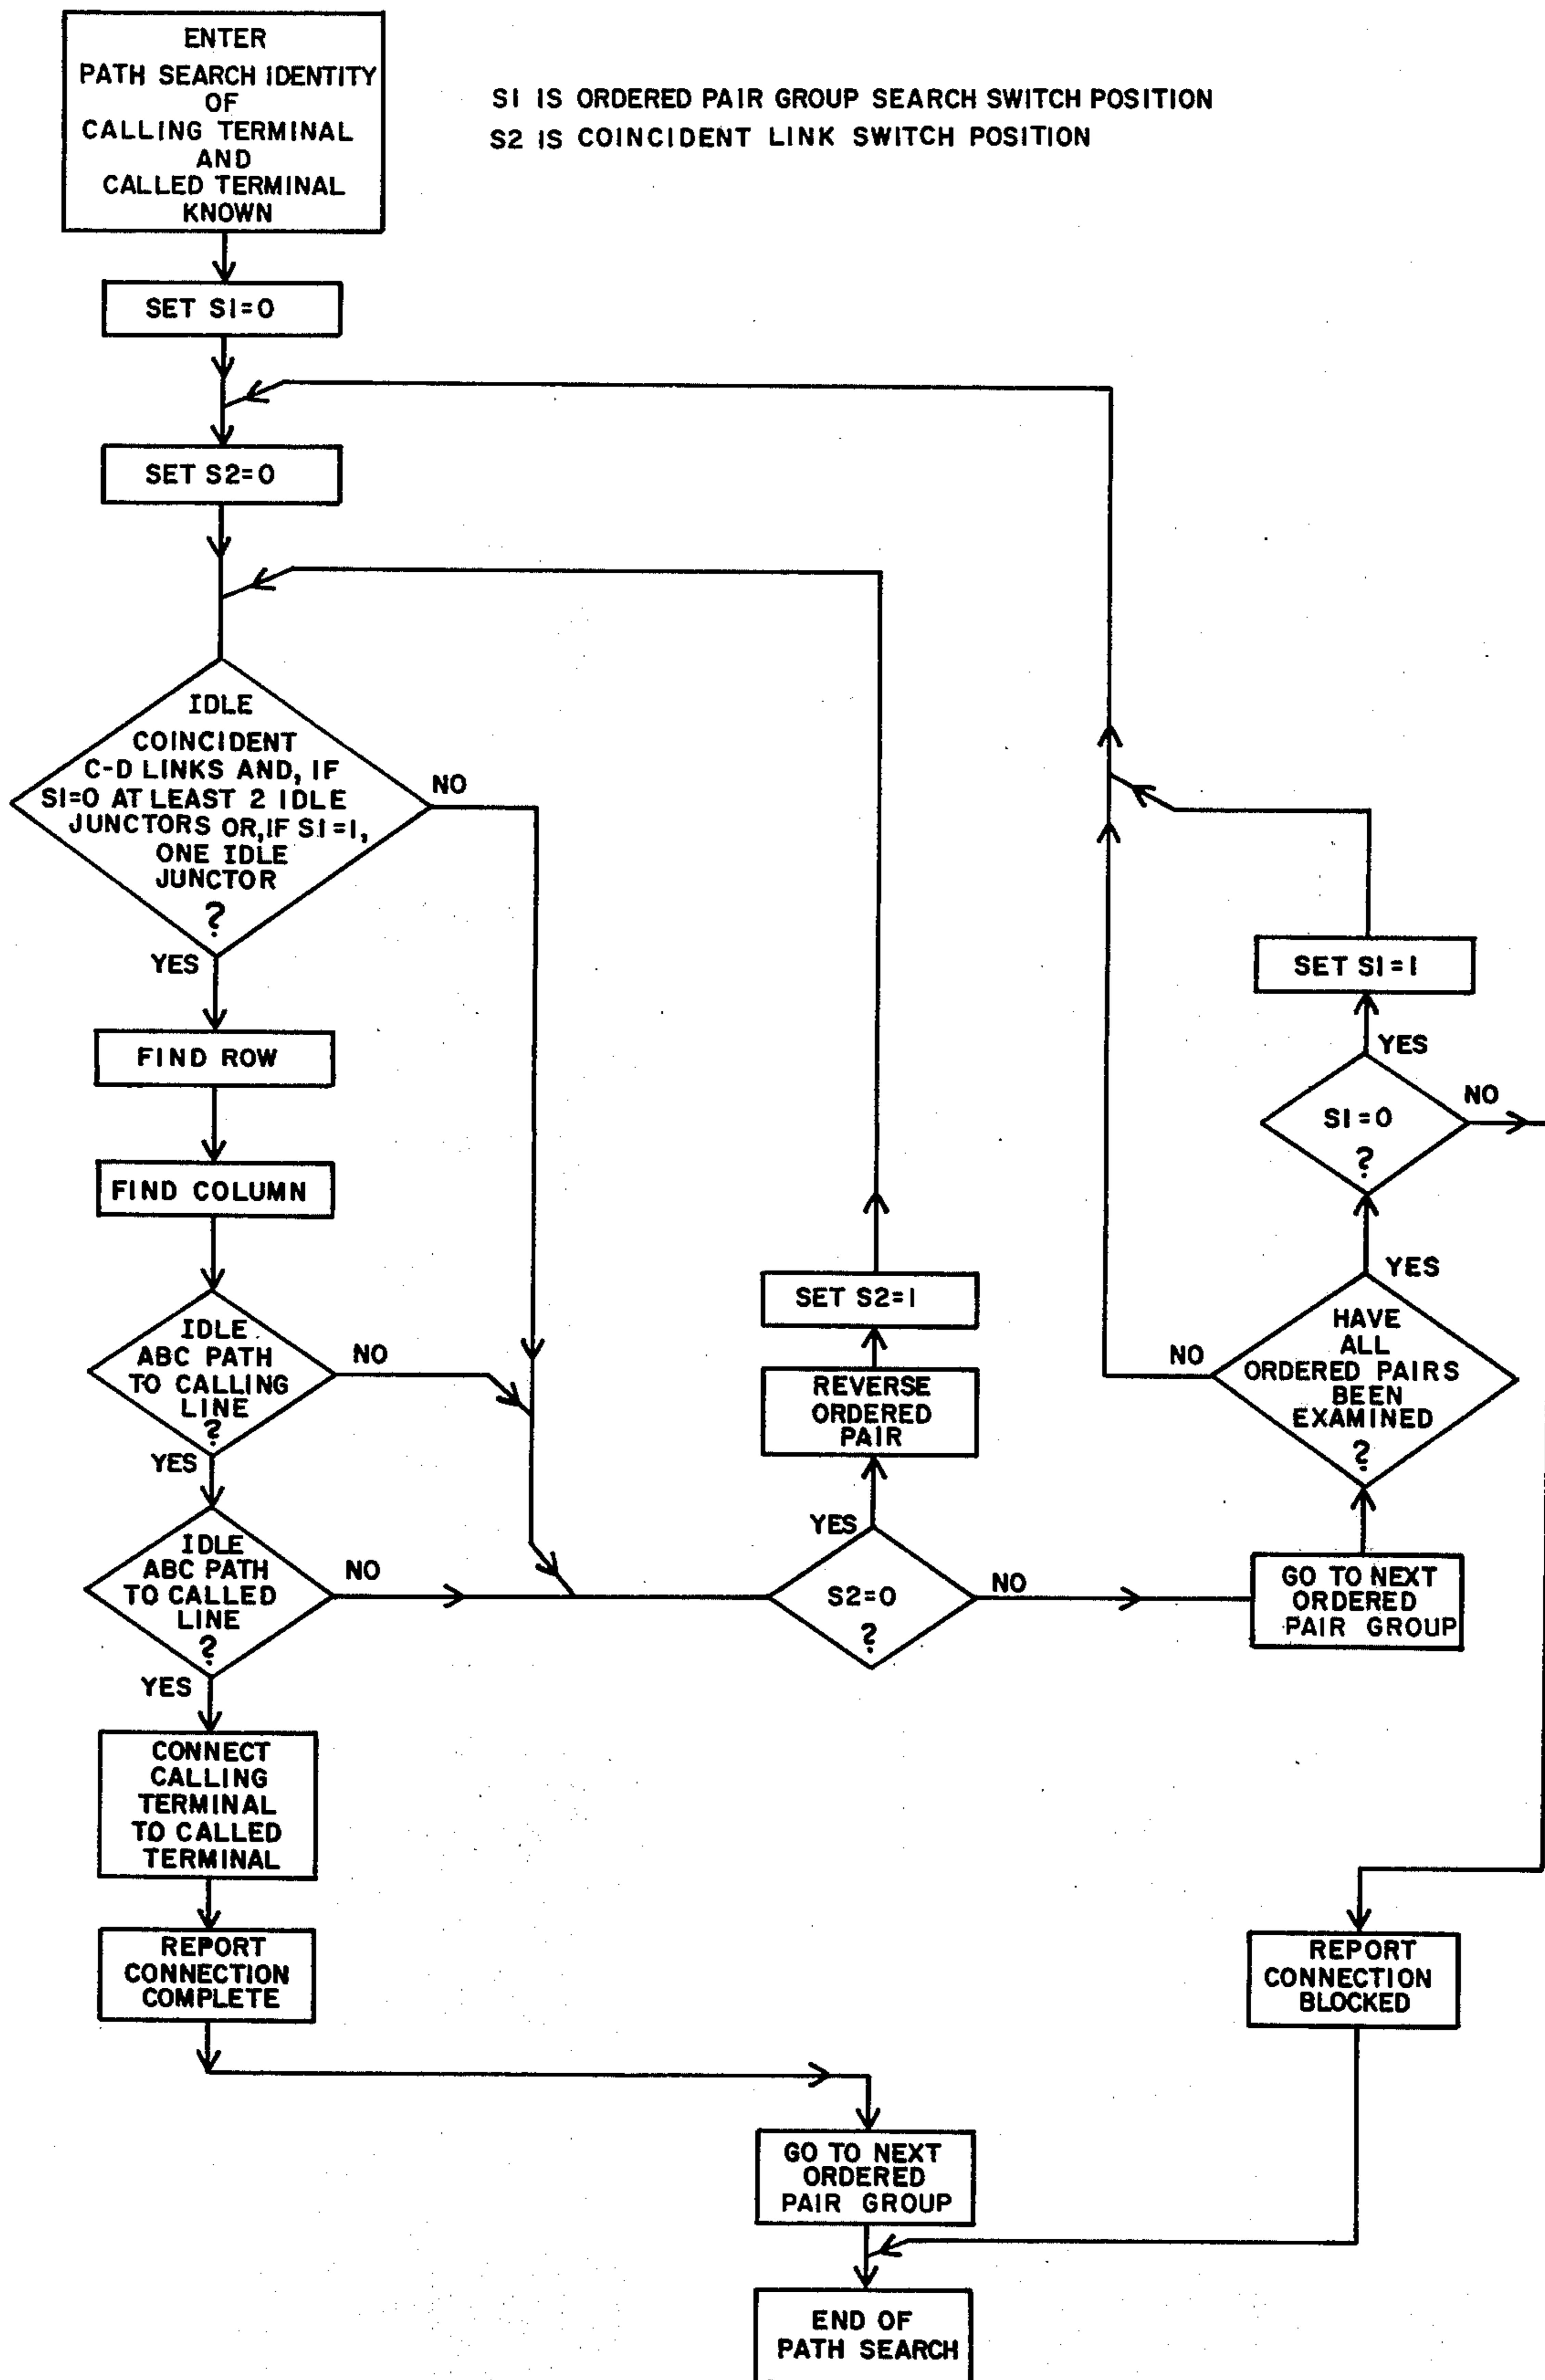 ENTER
PATH SEARCH IDENTITY
OF
CALLING TERMINAL
AND
CALLED TERMINAL
KNOWN
S1 IS ORDERED PAIR GROUP SEARCH SWITCH POSITION
S2 IS COINCIDENT LINK SWITCH POSITION
SET S1=0
SET S2=0
IDLE
COINCIDENT
C-D LINKS AND, IF
S1=0 AT LEAST 2 IDLE
JUNCTORS OR, IF S1=1,
ONE IDLE
JUNCTOR
?
NO
YES
FIND ROW
FIND COLUMN
IDLE
ABC PATH
TO CALLING
LINE
?
NO
YES
IDLE
ABC PATH
TO CALLED
LINE
?
NO
YES
CONNECT
CALLING
TERMINAL
TO CALLED
TERMINAL
REPORT
CONNECTION
COMPLETE
SET S2=1
REVERSE
ORDERED
PAIR
YES
S2=0
?
NO
SET S1=1
YES
S1=0
?
NO
YES
HAVE
ALL
ORDERED PAIRS
BEEN
EXAMINED
?
NO
GO TO NEXT
ORDERED
PAIR GROUP
REPORT
CONNECTION
BLOCKED
GO TO NEXT
ORDERED
PAIR GROUP
END OF
PATH SEARCH